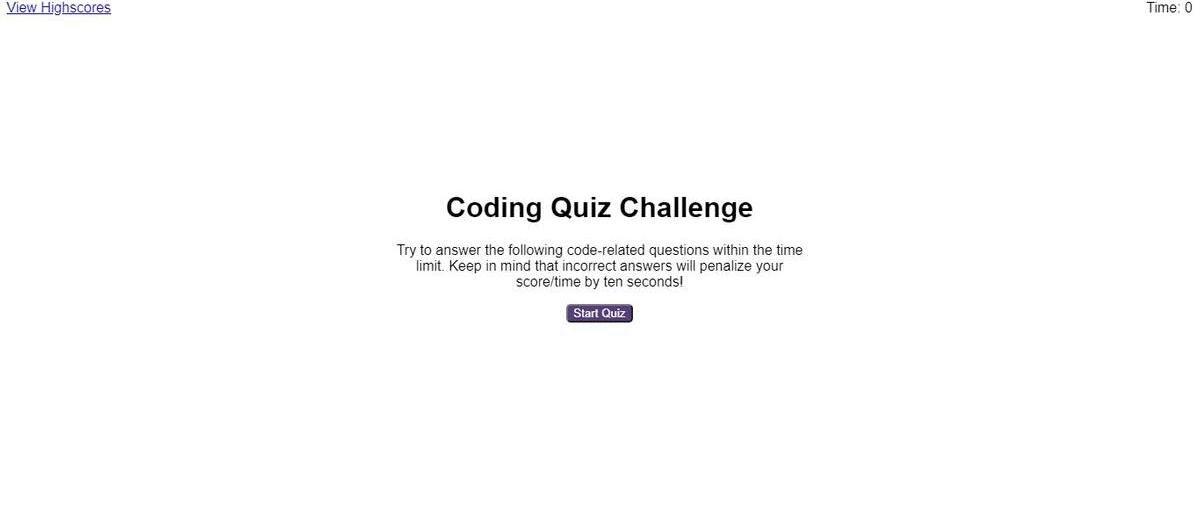 View Highscores
Time: 0
Coding Quiz Challenge
Try to answer the following code-related questions within the time
limit. Keep in mind that incorrect answers will penalize your
score/time by ten seconds!
Start Quiz